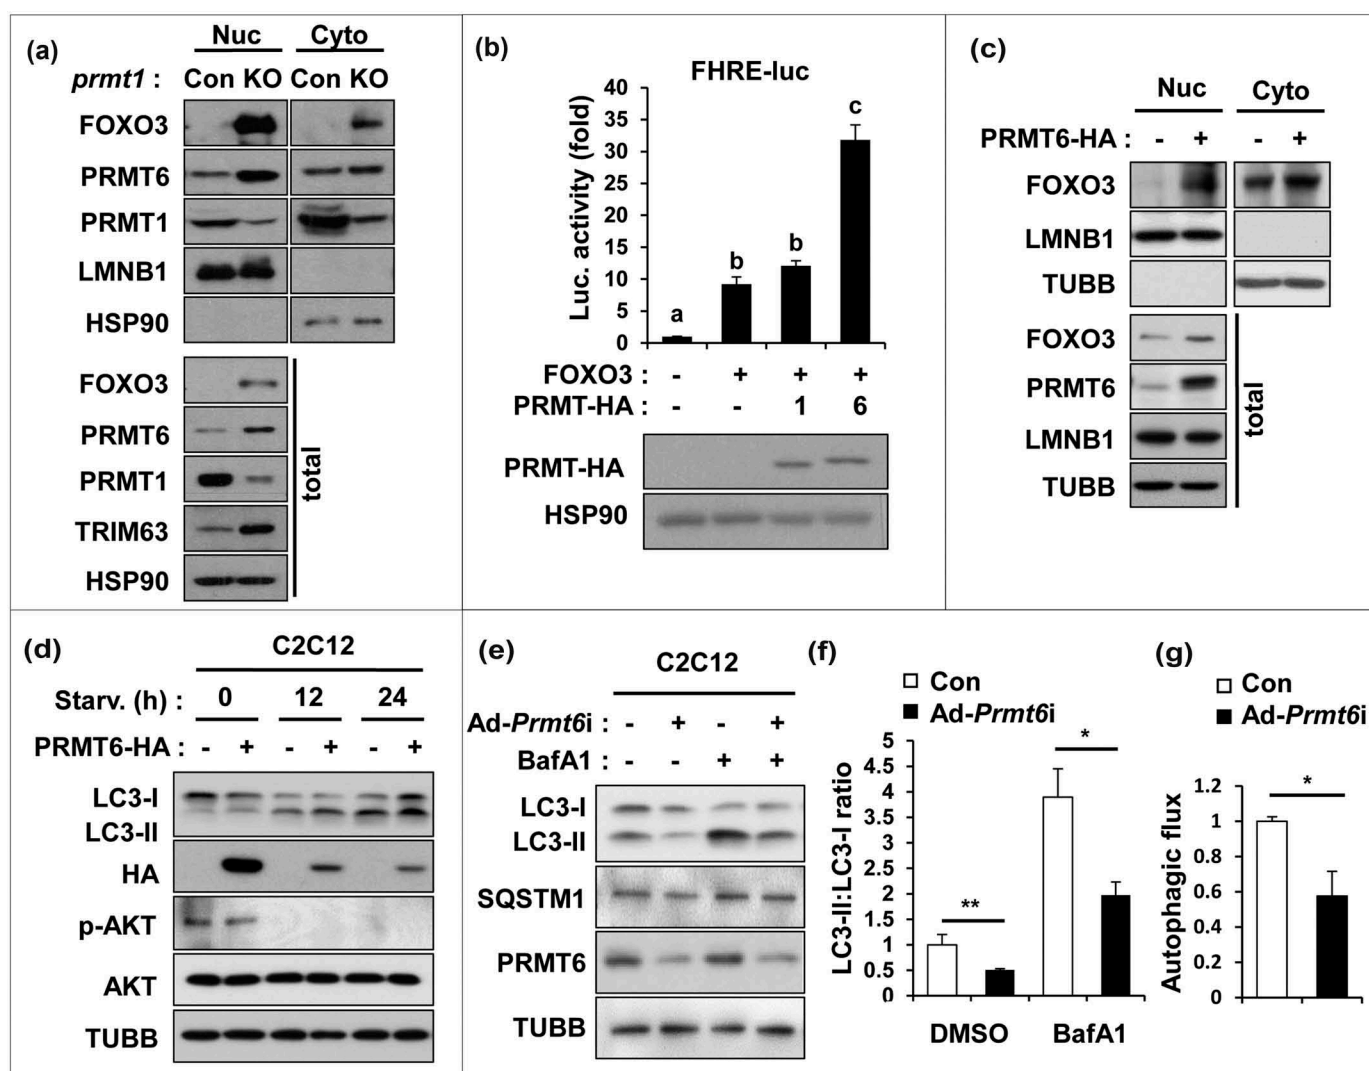 (a)
Nuc Cyto
prmt1 : Con KO Con KO
FOXO3
PRMT6
PRMT1
LMNB1
HSP90
FOXO3
PRMT6
PRMT1
TRIM63
HSP90
total
(b)
FHRE-luc
Luc. activity (fold)
40
35
30
25
20
15
10
5
0
a b b c
FOXO3 : - + + +
PRMT-HA : - - 1 6
PRMT-HA
HSP90
(c)
Nuc Cyto
PRMT6-HA : - + - +
FOXO3
LMNB1
TUBB
FOXO3
PRMT6
LMNB1
TUBB
total
(d)
C2C12
Starv. (h) : 0 12 24
PRMT6-HA : - + - + - +
LC3-I
LC3-II
HA
p-AKT
AKT
TUBB
(e)
C2C12
Ad-Prmt6i : - + - +
BafA1 : - - + +
LC3-I
LC3-II
SQSTM1
PRMT6
TUBB
(f)
Con
Ad-Prmt6i
LC3-II:LC3-I ratio
5
4.5
4
3.5
3
2.5
2
1.5
1
0.5
0
**
*
DMSO BafA1
(g)
Con
Ad-Prmt6i
Autophagic flux
1.2
1
0.8
0.6
0.4
0.2
0
*